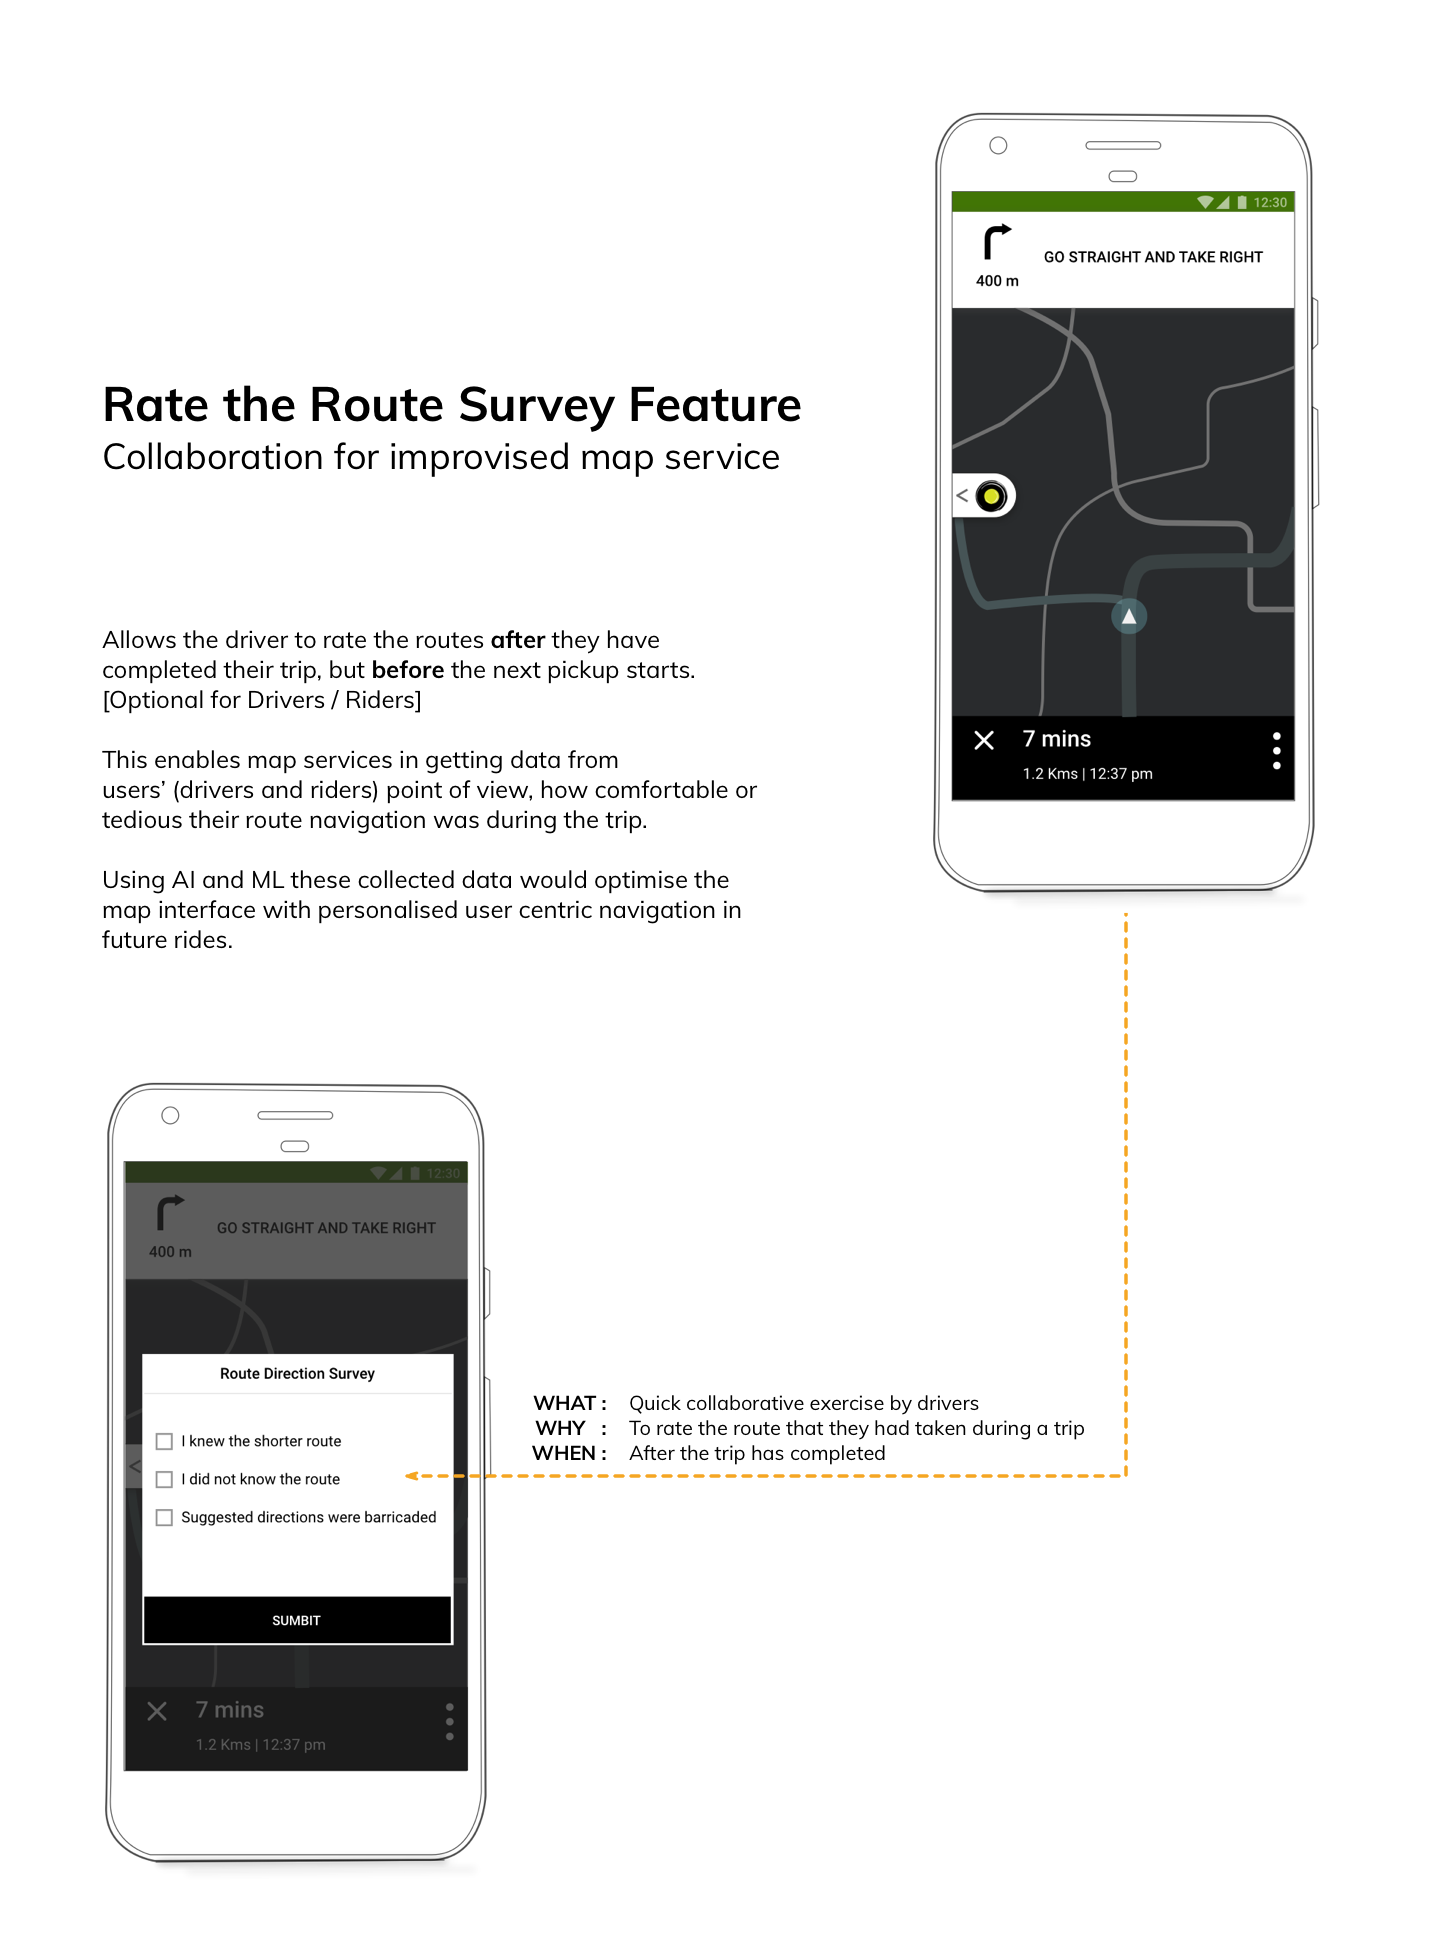 12:30
GO STRAIGHT AND TAKE RIGHT
400 m
<
7 mins
1.2 Kms | 12:37 pm
Rate the Route Survey Feature
Collaboration for improvised map service
Allows the driver to rate the routes after they have
completed their trip, but before the next pickup starts.
[Optional for Drivers / Riders]
This enables map services in getting data from
users’ (drivers and riders) point of view, how comfortable or
tedious their route navigation was during the trip.
Using AI and ML these collected data would optimise the
map interface with personalised user centric navigation in
future rides.
12:30
GO STRAIGHT AND TAKE RIGHT
400 m
<
Route Direction Survey
I knew the shorter route
I did not know the route
Suggested directions were barricaded
SUMBIT
7 mins
1.2 Kms | 12:37 pm
WHAT : Quick collaborative exercise by drivers
WHY : To rate the route that they had taken during a trip
WHEN : After the trip has completed